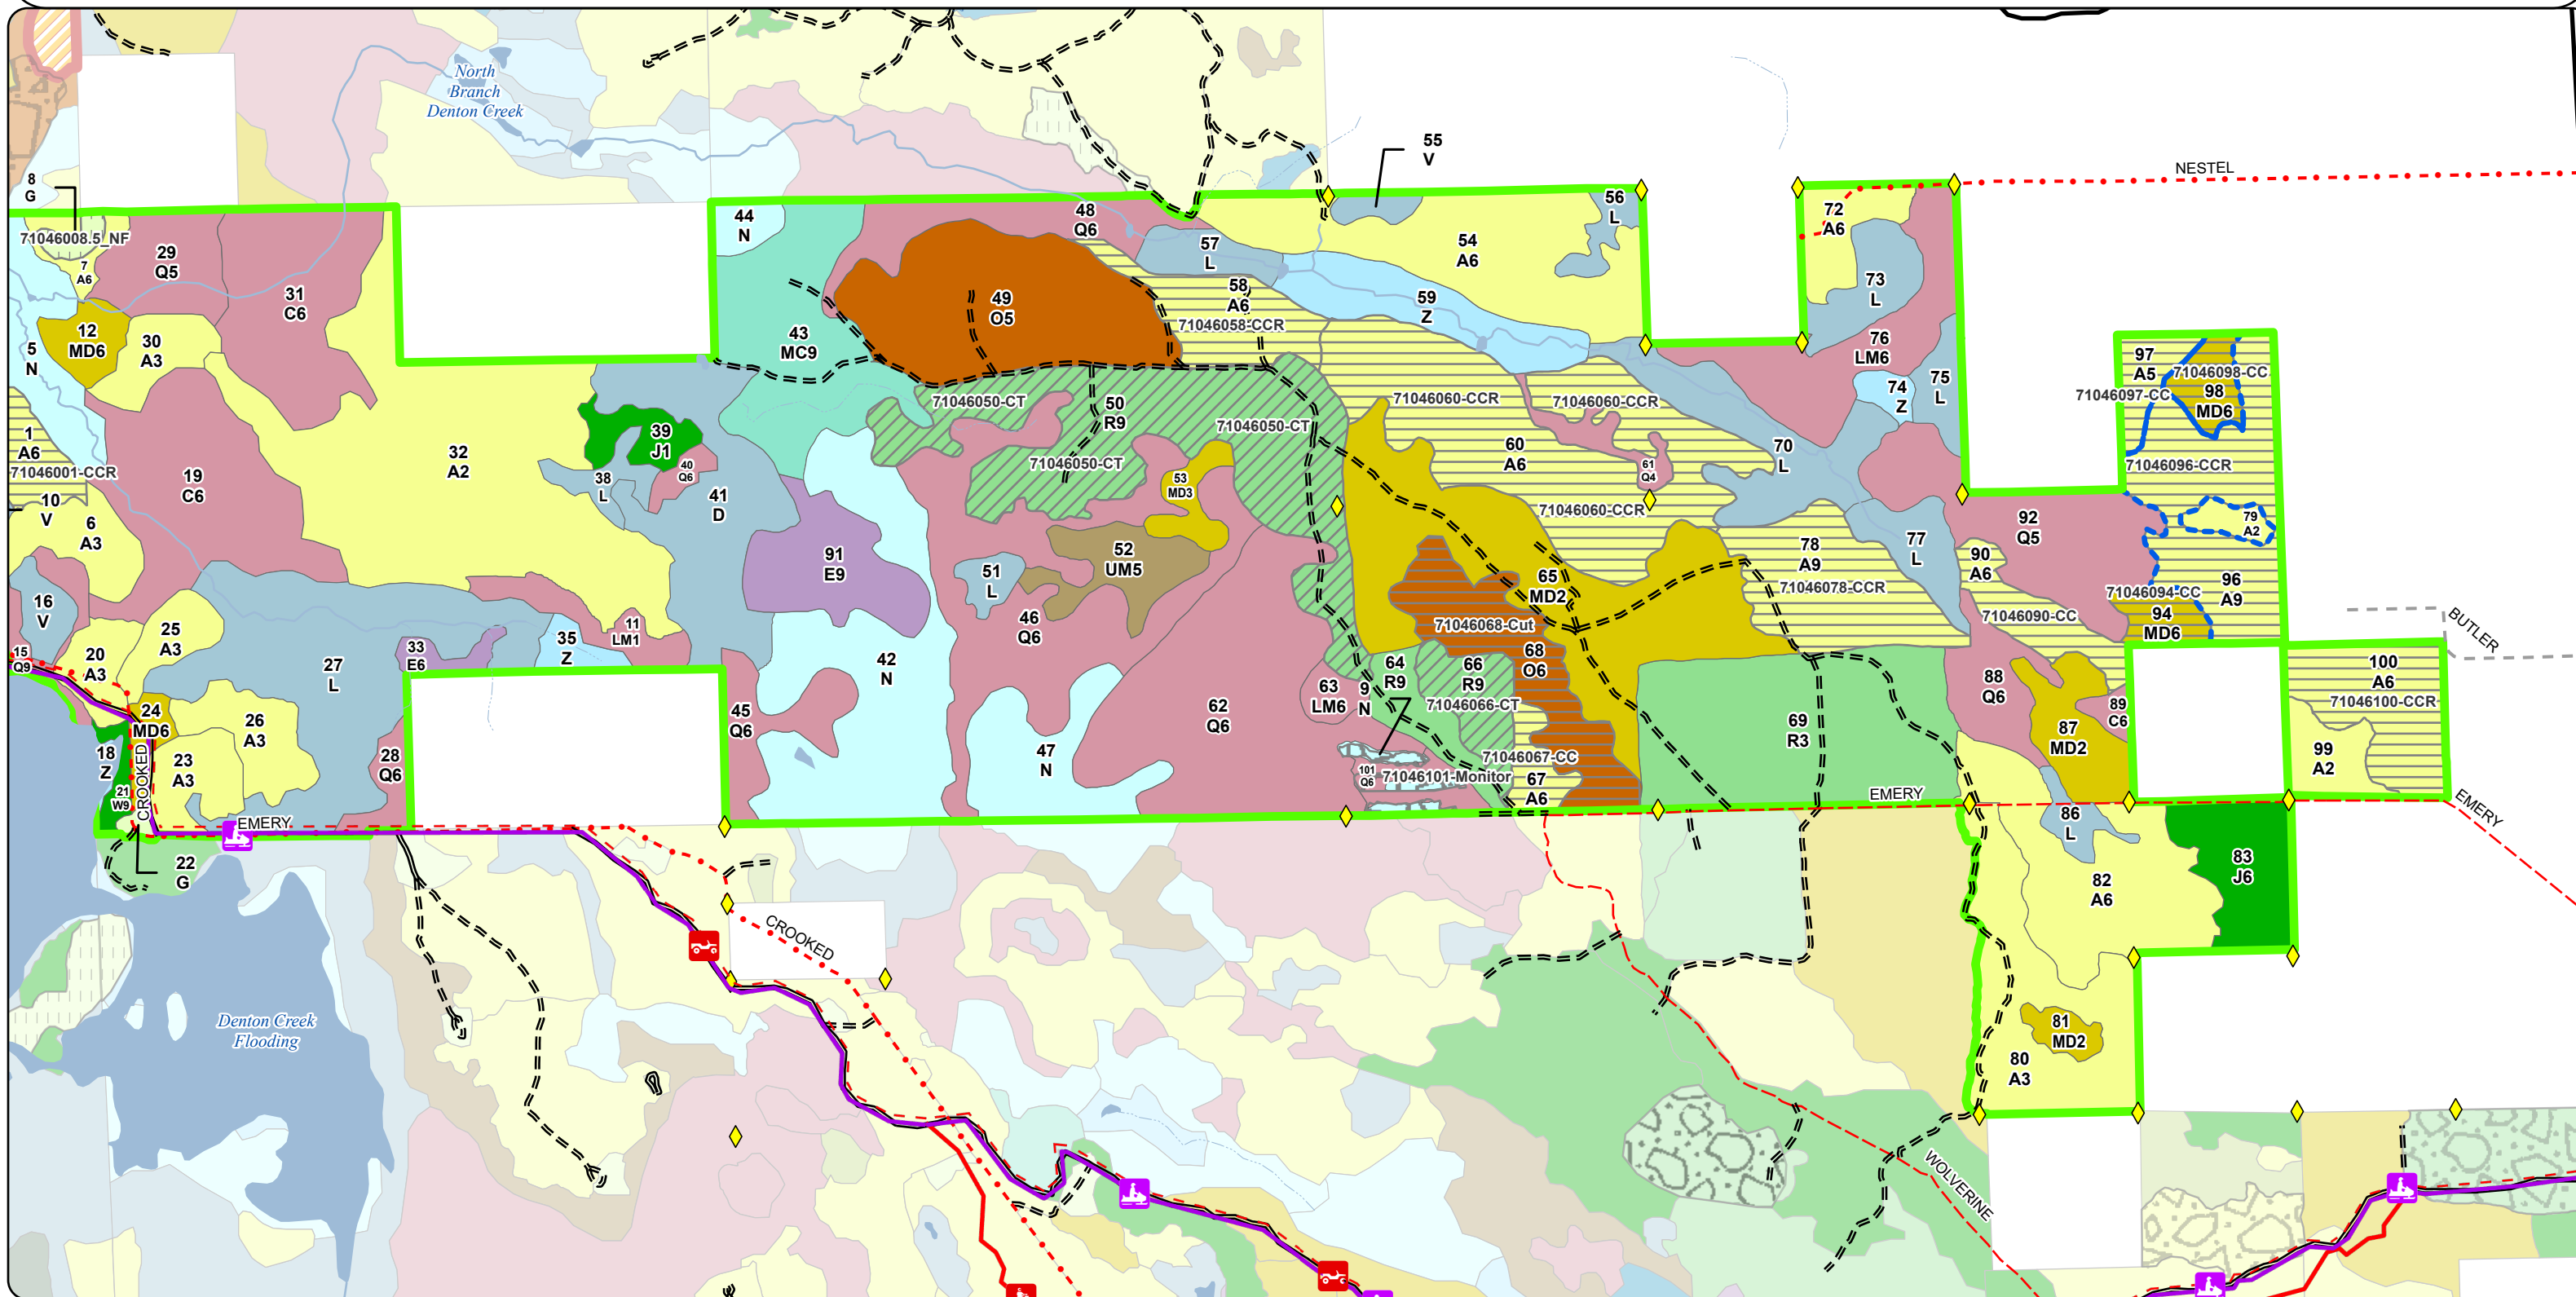 North
Branch
Denton Creek
8
G
55
V
NESTEL
71046008.5_NF
7
A6
29
Q5
31
C6
44
N
48
Q6
57
L
54
A6
56
L
72
A6
73
L
12
MD6
30
A3
5
N
43
MC9
49
O5
58
A6
71046058-CCR
59
Z
76
LM6
75
L
74
Z
97
A5
71046098-CC
71046097-CC
98
MD6
71046096-CCR
1
A6
71046001-CCR
10
V
6
A3
19
C6
32
A2
39
J1
40
Q6
38
L
41
D
71046050-CT
50
R9
71046050-CT
71046050-CT
53
MD3
71046060-CCR
71046060-CCR
60
A6
61
Q4
71046060-CCR
70
L
77
L
78
A9
71046078-CCR
92
Q5
90
A6
71046090-CC
79
A2
96
A9
71046094-CC
94
MD6
BUTLER
16
V
15
Q9
20
A3
25
A3
27
L
33
E6
35
Z
11
LM1
91
E9
42
N
51
L
52
UM5
46
Q6
65
MD2
71046068-Cut
68
O6
66
R9
71046066-CT
64
R9
9
N
63
LM6
62
Q6
69
R3
88
Q6
89
C6
87
MD2
100
A6
71046100-CCR
99
A2
24
MD6
26
A3
23
A3
18
Z
21
W9
CROOKED
28
Q6
45
Q6
47
N
101
Q6
71046101-Monitor
71046067-CC
67
A6
EMERY
EMERY
EMERY
22
G
86
L
83
J6
82
A6
81
MD2
80
A3
CROOKED
Denton Creek
Flooding
WOLVERINE